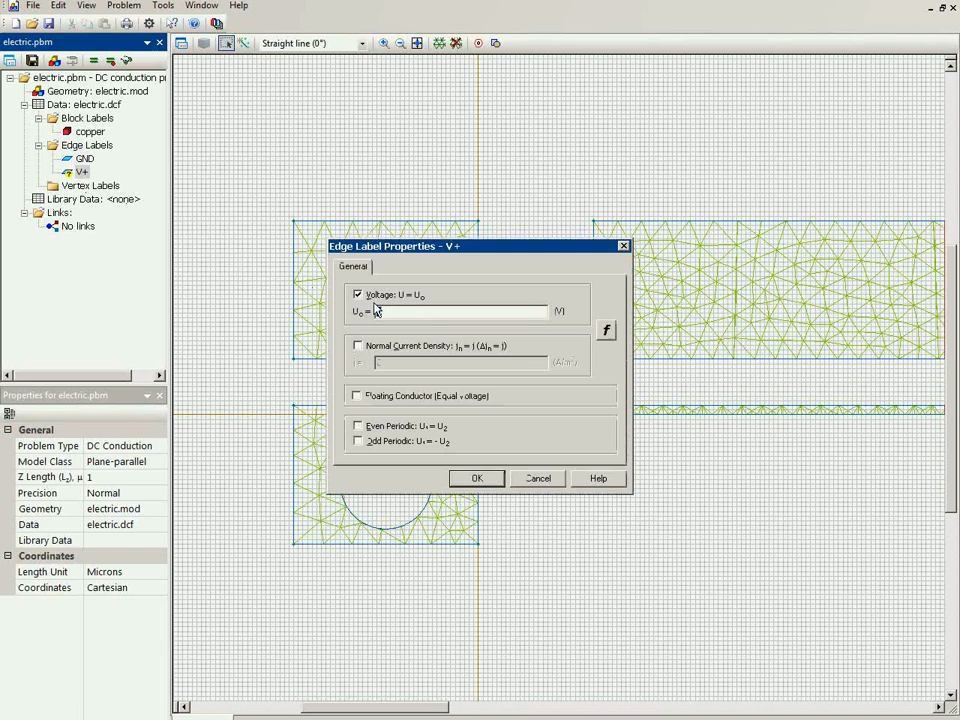 File Edit View Problem Tools Window Help
electric.pbm
Straight line (0°)
electric.pbm - DC conduction pr
Geometry: electric.mod
Data: electric.dcf
Block Labels
copper
Edge Labels
GND
V+
Vertex Labels
Library Data: <none>
Links:
No links
Edge Label Properties - V+
General
Voltage: U = U₀
U₀ =
(V)
f
Normal Current Density: jₙ = j (Δjₙ = j)
j =
(A/m²)
Floating Conductor (Equal voltage)
Even Periodic: U₁ = U₂
Odd Periodic: U₁ = - U₂
OK Cancel Help
Properties for electric.pbm
General
Problem Type DC Conduction
Model Class Plane-parallel
Z Length (L_z), μ 1
Precision Normal
Geometry electric.mod
Data electric.dcf
Library Data
Coordinates
Length Unit Microns
Coordinates Cartesian